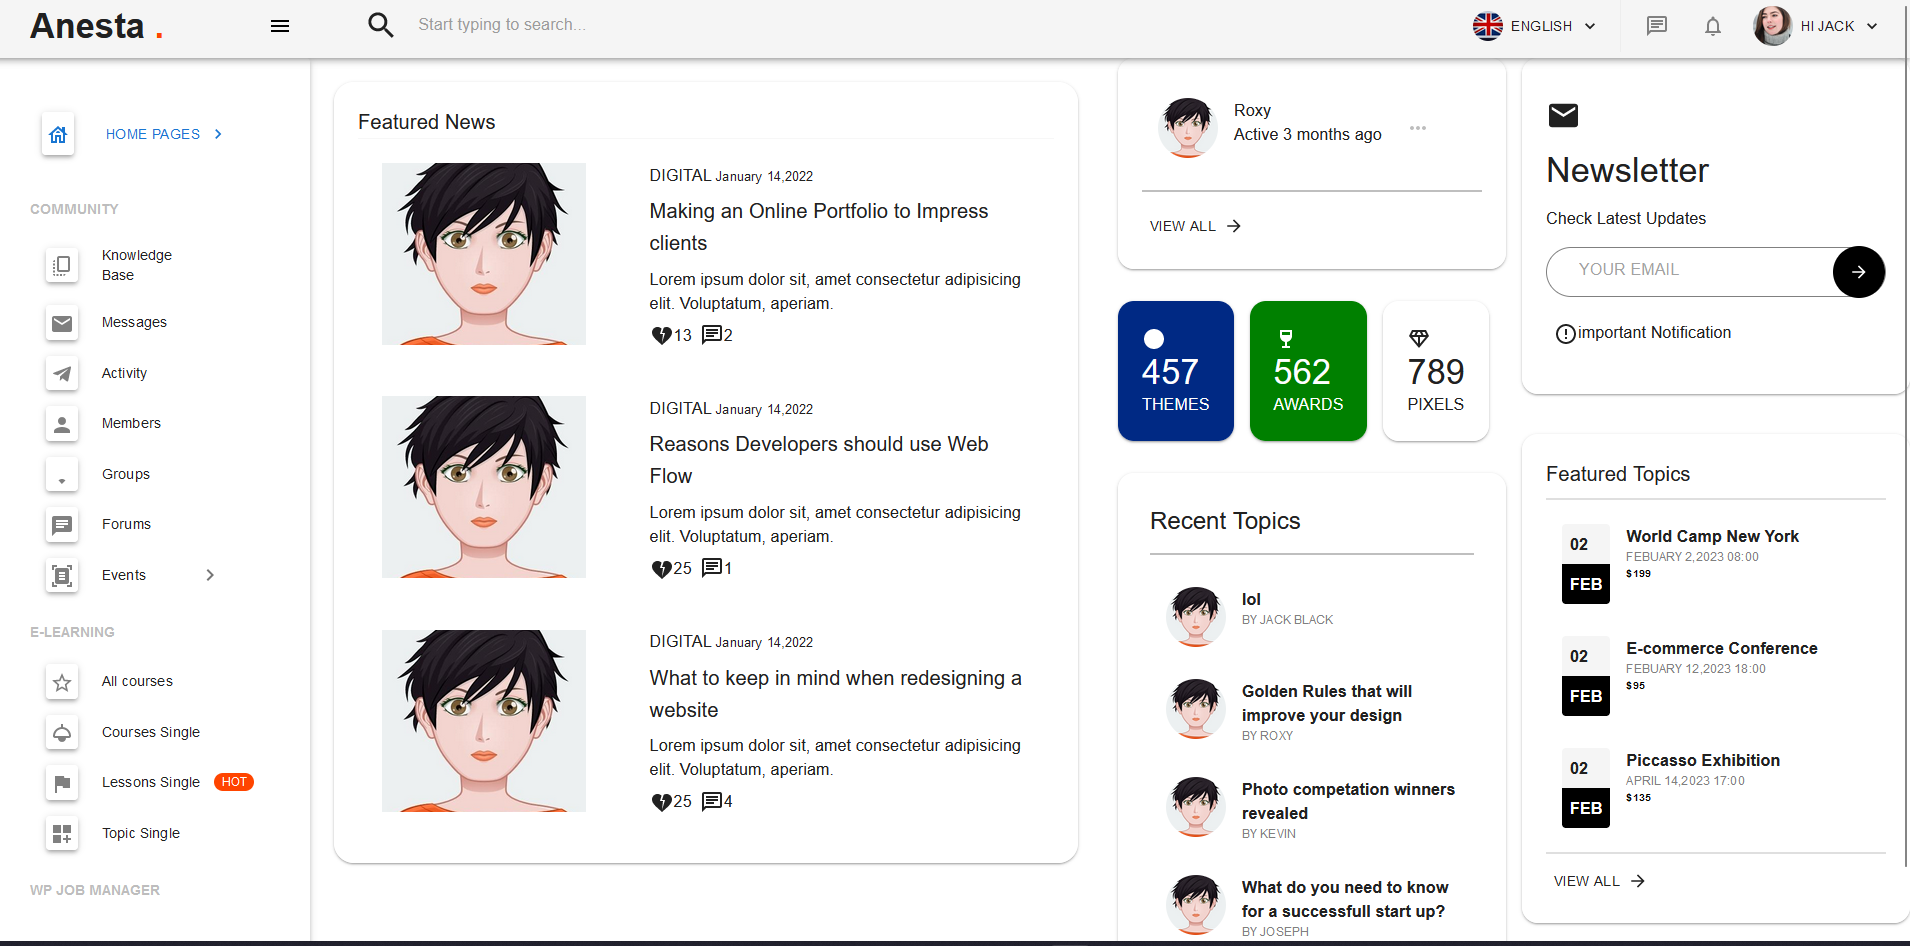 Anesta .
Start typing to search...
ENGLISH
HI JACK
HOME PAGES
COMMUNITY
Knowledge
Base
Messages
Activity
Members
Groups
Forums
Events
E-LEARNING
All courses
Courses Single
Lessons Single HOT
Topic Single
WP JOB MANAGER
Featured News
DIGITAL January 14,2022
Making an Online Portfolio to Impress
clients
Lorem ipsum dolor sit, amet consectetur adipisicing
elit. Voluptatum, aperiam.
13 2
DIGITAL January 14,2022
Reasons Developers should use Web
Flow
Lorem ipsum dolor sit, amet consectetur adipisicing
elit. Voluptatum, aperiam.
25 1
DIGITAL January 14,2022
What to keep in mind when redesigning a
website
Lorem ipsum dolor sit, amet consectetur adipisicing
elit. Voluptatum, aperiam.
25 4
Roxy
Active 3 months ago
VIEW ALL
457
THEMES
562
AWARDS
789
PIXELS
Recent Topics
lol
BY JACK BLACK
Golden Rules that will
improve your design
BY ROXY
Photo competation winners
revealed
BY KEVIN
What do you need to know
for a successfull start up?
BY JOSEPH
Newsletter
Check Latest Updates
YOUR EMAIL
important Notification
Featured Topics
02
FEB
World Camp New York
FEBUARY 2,2023 08:00
$199
02
FEB
E-commerce Conference
FEBUARY 12,2023 18:00
$95
02
FEB
Piccasso Exhibition
APRIL 14,2023 17:00
$135
VIEW ALL